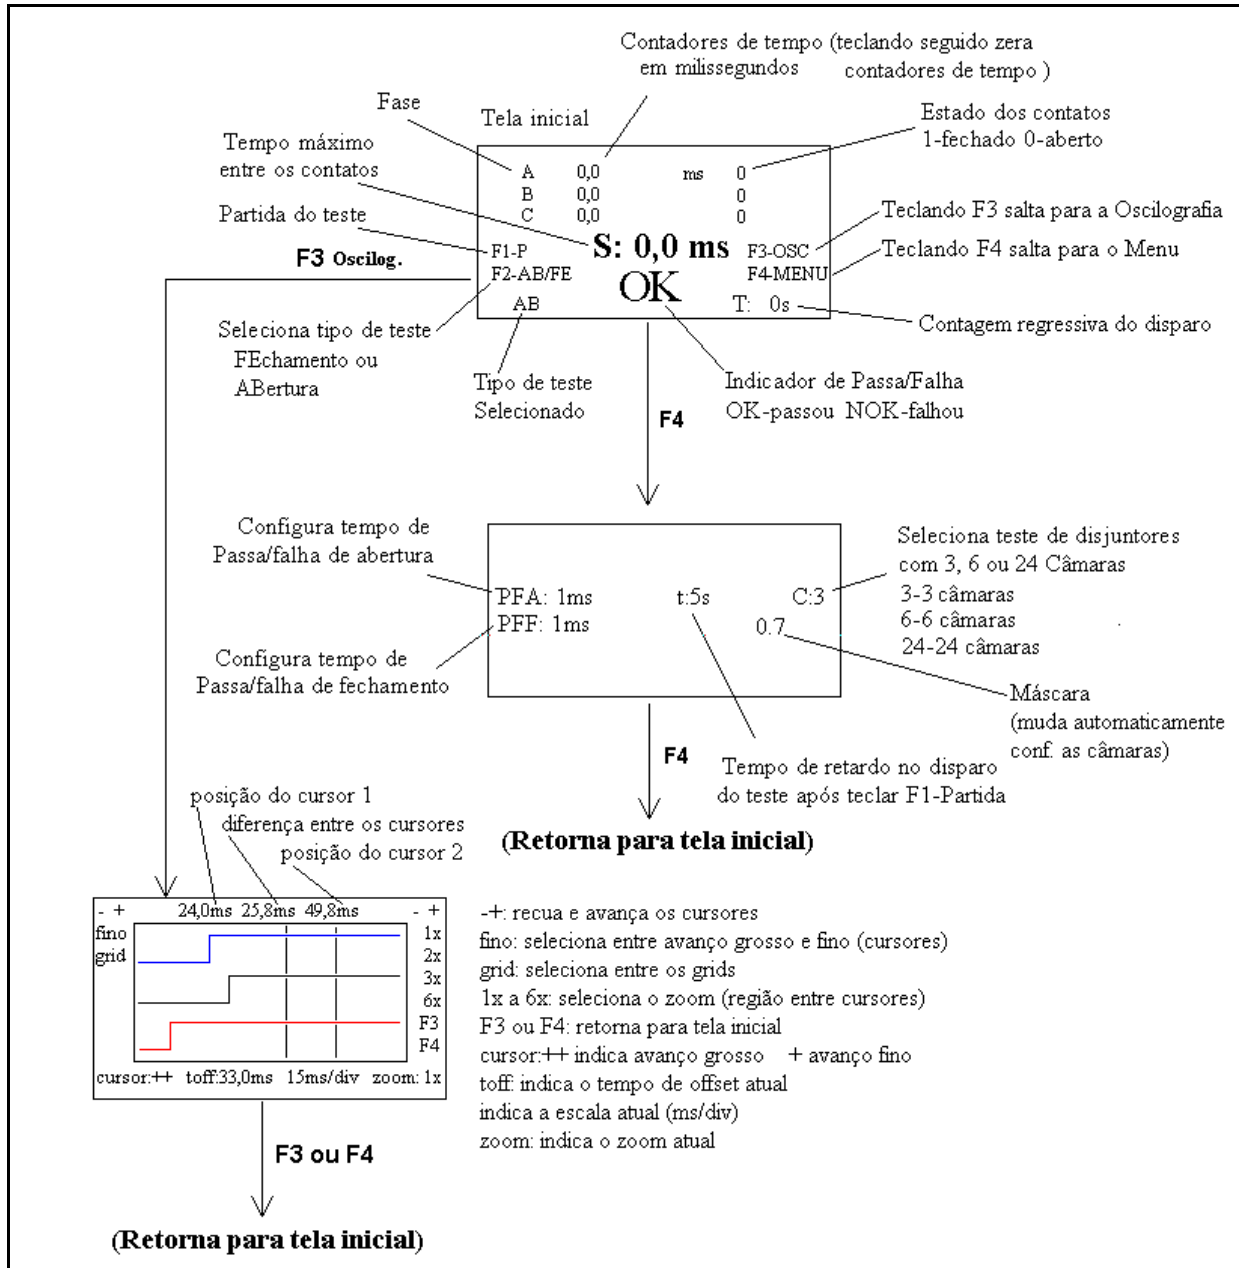 Contadores de tempo (teclando seguido zera
em milissegundos contadores de tempo )
Fase
Tela inicial
Estado dos contatos
1-fechado 0-aberto
Tempo máximo
entre os contatos
A 0,0 ms 0
B 0,0 0
C 0,0 0
Partida do teste
Teclando F3 salta para a Oscilografia
F3 Oscilog.
F1-P S: 0,0 ms F3-OSC
Teclando F4 salta para o Menu
F2-AB/FE OK F4-MENU
AB T: 0s
Seleciona tipo de teste
FEchamento ou
ABertura
Contagem regressiva do disparo
Tipo de teste
Selecionado
Indicador de Passa/Falha
OK-passou NOK-falhou
F4
Configura tempo de
Passa/falha de abertura
Seleciona teste de disjuntores
com 3, 6 ou 24 Câmaras
3-3 câmaras
6-6 câmaras
24-24 câmaras
PFA: 1ms t:5s C:3
PFF: 1ms 0.7
Configura tempo de
Passa/falha de fechamento
Máscara
(muda automaticamente
conf. as câmaras)
F4
Tempo de retardo no disparo
do teste após teclar F1-Partida
(Retorna para tela inicial)
posição do cursor 1
diferença entre os cursores
posição do cursor 2
- + 24,0ms 25,8ms 49,8ms - +
fino 1x
grid 2x
3x
6x
F3
F4
cursor:++ toff:33,0ms 15ms/div zoom: 1x
-+: recua e avança os cursores
fino: seleciona entre avanço grosso e fino (cursores)
grid: seleciona entre os grids
1x a 6x: seleciona o zoom (região entre cursores)
F3 ou F4: retorna para tela inicial
cursor:++ indica avanço grosso + avanço fino
toff: indica o tempo de offset atual
indica a escala atual (ms/div)
zoom: indica o zoom atual
F3 ou F4
(Retorna para tela inicial)